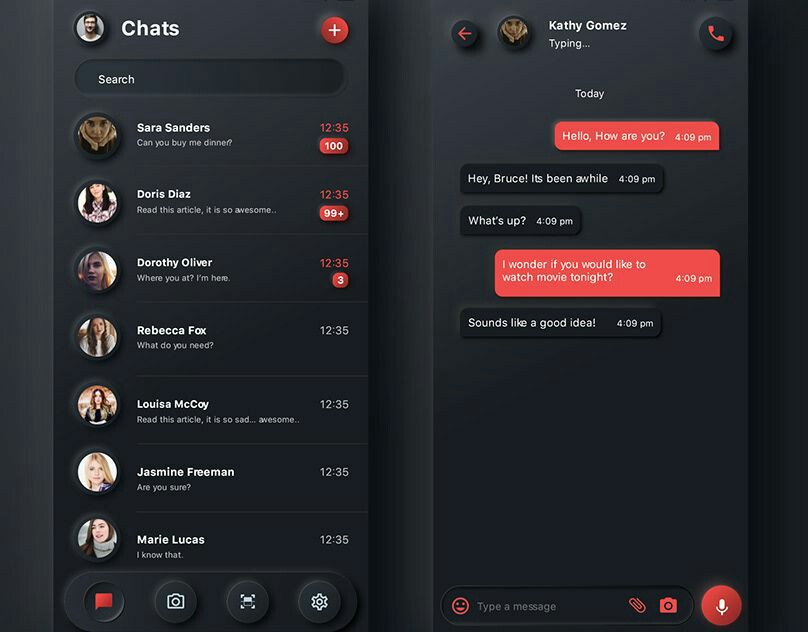 Chats
Search
Sara Sanders 12:35
Can you buy me dinner? 100
Doris Diaz 12:35
Read this article, it is so awesome.. 99+
Dorothy Oliver 12:35
Where you at? I'm here. 3
Rebecca Fox 12:35
What do you need?
Louisa McCoy 12:35
Read this article, it is so sad... awesome..
Jasmine Freeman 12:35
Are you sure?
Marie Lucas 12:35
I know that.
Kathy Gomez
Typing...
Today
Hello, How are you? 4:09 pm
Hey, Bruce! Its been awhile 4:09 pm
What's up? 4:09 pm
I wonder if you would like to
watch movie tonight? 4:09 pm
Sounds like a good idea! 4:09 pm
Type a message